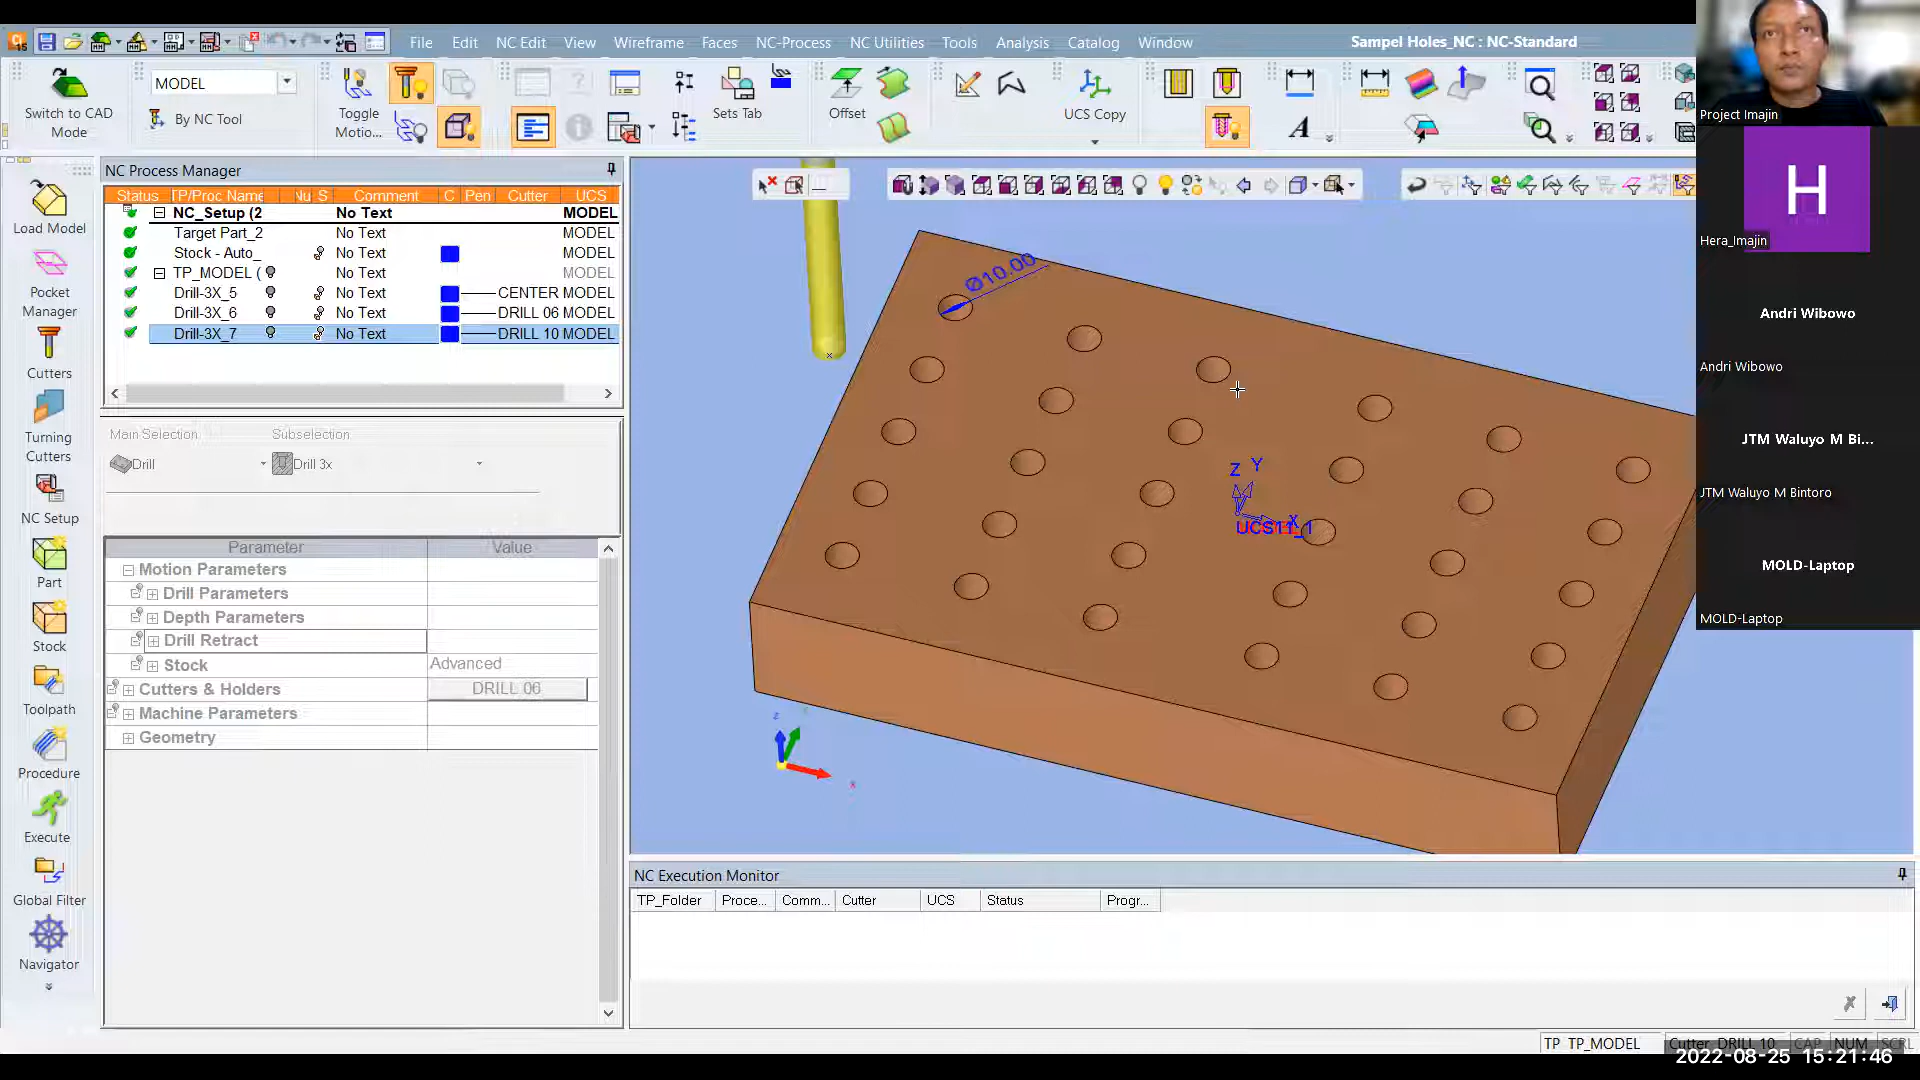 File Edit NC Edit View Wireframe Faces NC-Process NC Utilities Tools Analysis Catalog Window
Sampel Holes_NC : NC-Standard
Switch to CAD Mode
MODEL
By NC Tool
Toggle Motio...
Sets Tab
Offset
UCS Copy
A
Load Model
Pocket Manager
Cutters
Turning Cutters
NC Setup
Part
Stock
Toolpath
Procedure
Execute
Global Filter
Navigator
NC Process Manager
Status TP/Proc Name Nu S Comment C Pen Cutter UCS
NC_Setup (2 No Text MODEL
Target Part_2 No Text MODEL
Stock - Auto_ No Text MODEL
TP_MODEL ( No Text MODEL
Drill-3X_5 No Text CENTER MODEL
Drill-3X_6 No Text DRILL 06 MODEL
Drill-3X_7 No Text DRILL 10 MODEL
Main Selection Subselection
Drill Drill 3x
Parameter Value
Motion Parameters
Drill Parameters
Depth Parameters
Drill Retract
Stock Advanced
Cutters & Holders DRILL 06
Machine Parameters
Geometry
Ø10.00
Z Y
X
UCS11_1
z
x
NC Execution Monitor
TP_Folder Proce... Comm... Cutter UCS Status Progr...
TP TP_MODEL Cutter DRILL 10 CAP NUM SCRL
2022-08-25 15:21:46
Project Imajin
H
Hera_Imajin
Andri Wibowo
Andri Wibowo
JTM Waluyo M Bi...
JTM Waluyo M Bintoro
MOLD-Laptop
MOLD-Laptop